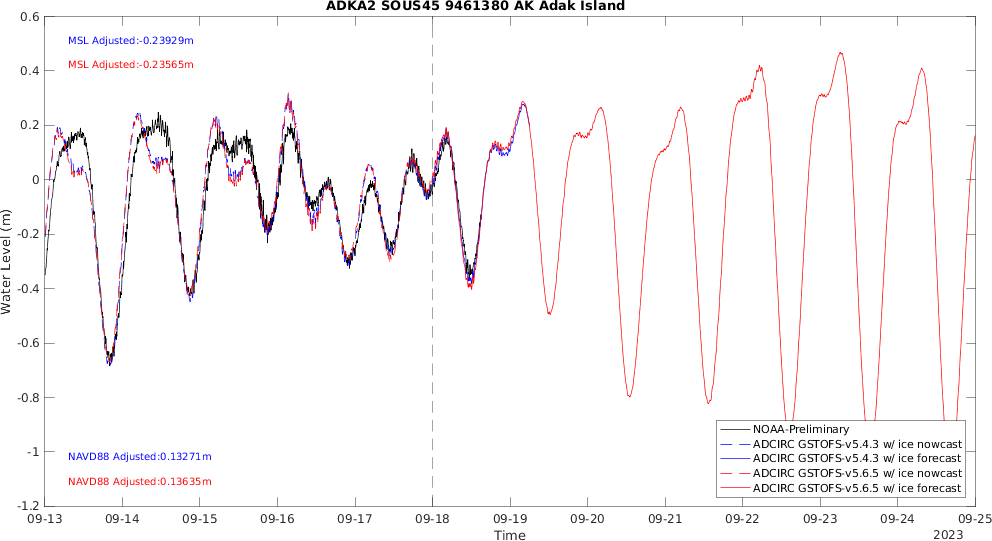 ADKA2 SOUS45 9461380 AK Adak Island
0.6
0.4
0.2
0
-0.2
-0.4
-0.6
-0.8
-1
-1.2
Water Level (m)
MSL Adjusted:-0.23929m
MSL Adjusted:-0.23565m
NAVD88 Adjusted:0.13271m
NAVD88 Adjusted:0.13635m
NOAA-Preliminary
ADCIRC GSTOFS-v5.4.3 w/ ice nowcast
ADCIRC GSTOFS-v5.4.3 w/ ice forecast
ADCIRC GSTOFS-v5.6.5 w/ ice nowcast
ADCIRC GSTOFS-v5.6.5 w/ ice forecast
09-13 09-14 09-15 09-16 09-17 09-18 09-19 09-20 09-21 09-22 09-23 09-24 09-25
Time
2023